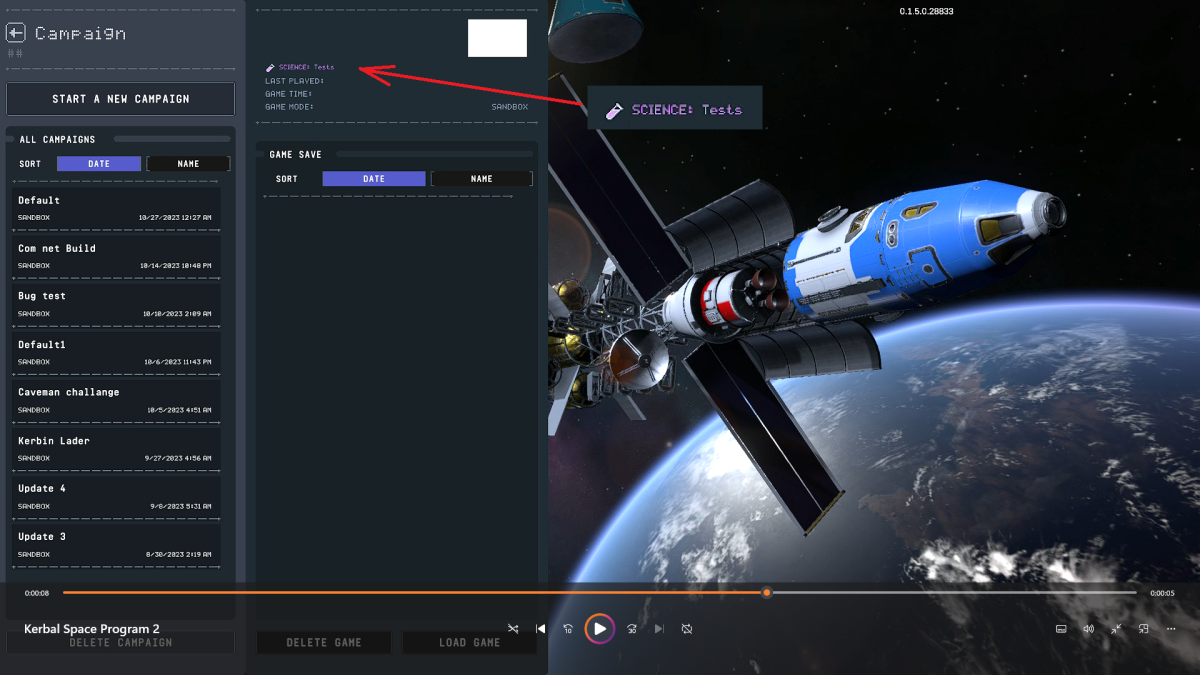 0.1.5.0.28833
Campaign
##
START A NEW CAMPAIGN
ALL CAMPAIGNS
SORT DATE NAME
Default
SANDBOX 10/27/2023 12:27 AM
Com net Build
SANDBOX 10/14/2023 10:48 PM
Bug test
SANDBOX 10/10/2023 2:09 AM
Default1
SANDBOX 10/6/2023 11:43 PM
Caveman challange
SANDBOX 10/5/2023 4:51 AM
Kerbin Lader
SANDBOX 9/27/2023 4:56 AM
Update 4
SANDBOX 9/8/2023 5:31 AM
Update 3
SANDBOX 8/30/2023 2:19 AM
DELETE CAMPAIGN
SCIENCE: Tests
LAST PLAYED:
GAME TIME:
GAME MODE: SANDBOX
GAME SAVE
SORT DATE NAME
DELETE GAME
LOAD GAME
SCIENCE: Tests
0:00:08
0:00:05
Kerbal Space Program 2
10
30